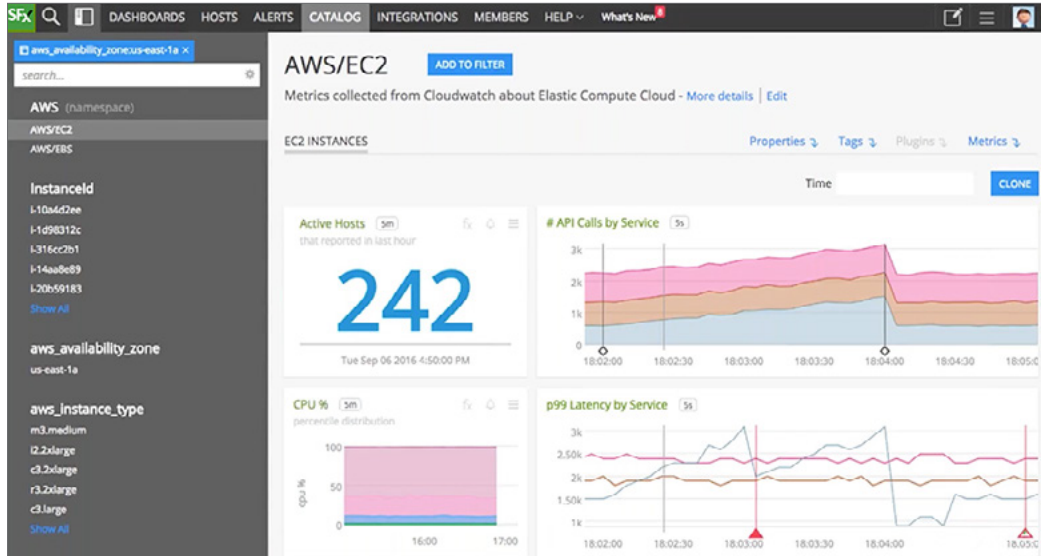 SFx DASHBOARDS HOSTS ALERTS CATALOG INTEGRATIONS MEMBERS HELP What's New
aws_availability_zone:us-east-1a ×
search...
AWS (namespace)
AWS/EC2
AWS/EBS
InstanceId
i-10a4d2ee
i-1d98312c
i-316cc2b1
i-14aa8e89
i-20b59183
Show All
aws_availability_zone
us-east-1a
aws_instance_type
m3.medium
i2.2xlarge
c3.2xlarge
r3.2xlarge
c3.large
Show All
AWS/EC2 ADD TO FILTER
Metrics collected from Cloudwatch about Elastic Compute Cloud - More details | Edit
EC2 INSTANCES Properties Tags Plugins Metrics
Time CLONE
Active Hosts 5m fx
that reported in last hour
242
Tue Sep 06 2016 4:50:00 PM
# API Calls by Service 5s
3k
2k
1k
0
18:02:00 18:02:30 18:03:00 18:03:30 18:04:00 18:04:30 18:05:0
CPU % 5m fx
percentile distribution
cpu %
100
50
0
16:00 17:00
p99 Latency by Service 5s
3k
2.50k
2k
1.50k
1k
18:02:00 18:02:30 18:03:00 18:03:30 18:04:00 18:05:0